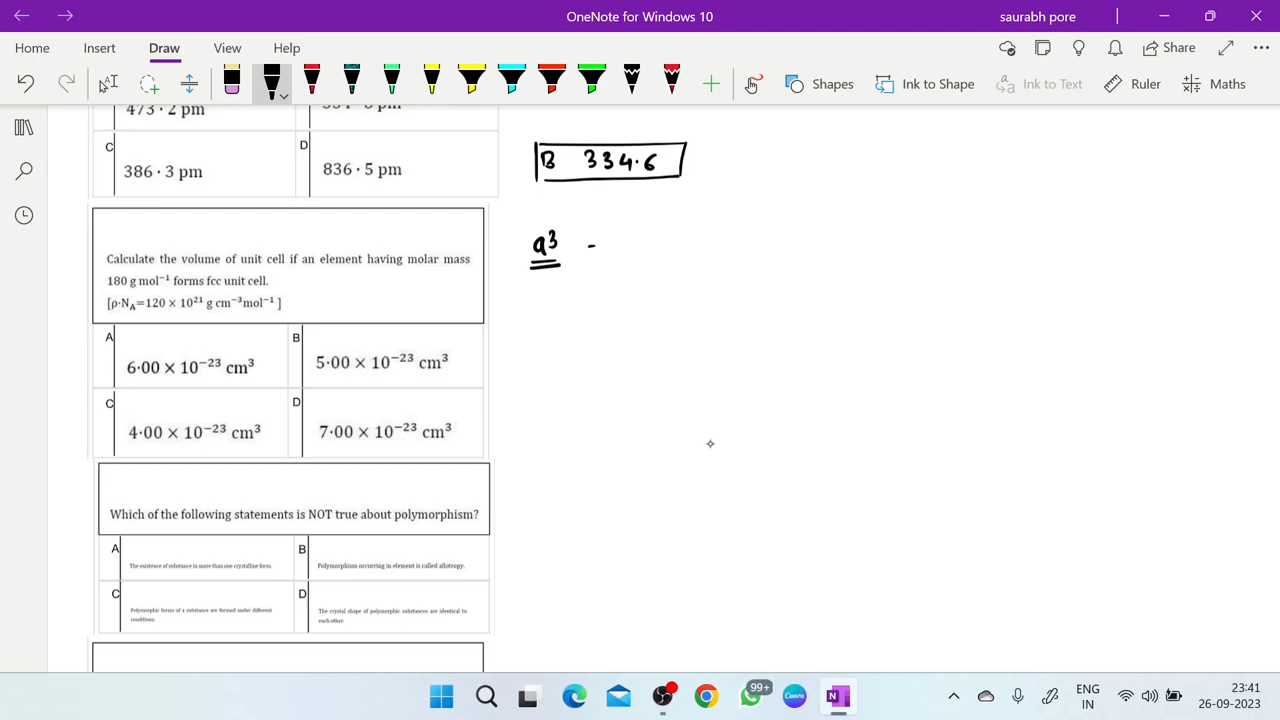 OneNote for Windows 10
saurabh pore
Home Insert Draw View Help
Share
Shapes Ink to Shape Ink to Text Ruler Maths
473·2 pm
C 386·3 pm D 836·5 pm
B 334.6
a³ -
Calculate the volume of unit cell if an element having molar mass
180 g mol⁻¹ forms fcc unit cell.
[ρ·N_A=120 × 10²¹ g cm⁻³mol⁻¹ ]
A 6·00 × 10⁻²³ cm³ B 5·00 × 10⁻²³ cm³
C 4·00 × 10⁻²³ cm³ D 7·00 × 10⁻²³ cm³
Which of the following statements is NOT true about polymorphism?
A The existence of substance in more than one crystalline form. B Polymorphism occurring in element is called allotropy.
C Polymorphic forms of a substance are formed under different
conditions.
D The crystal shape of polymorphic substances are identical to
each other.
99+
ENG
IN
23:41
26-09-2023